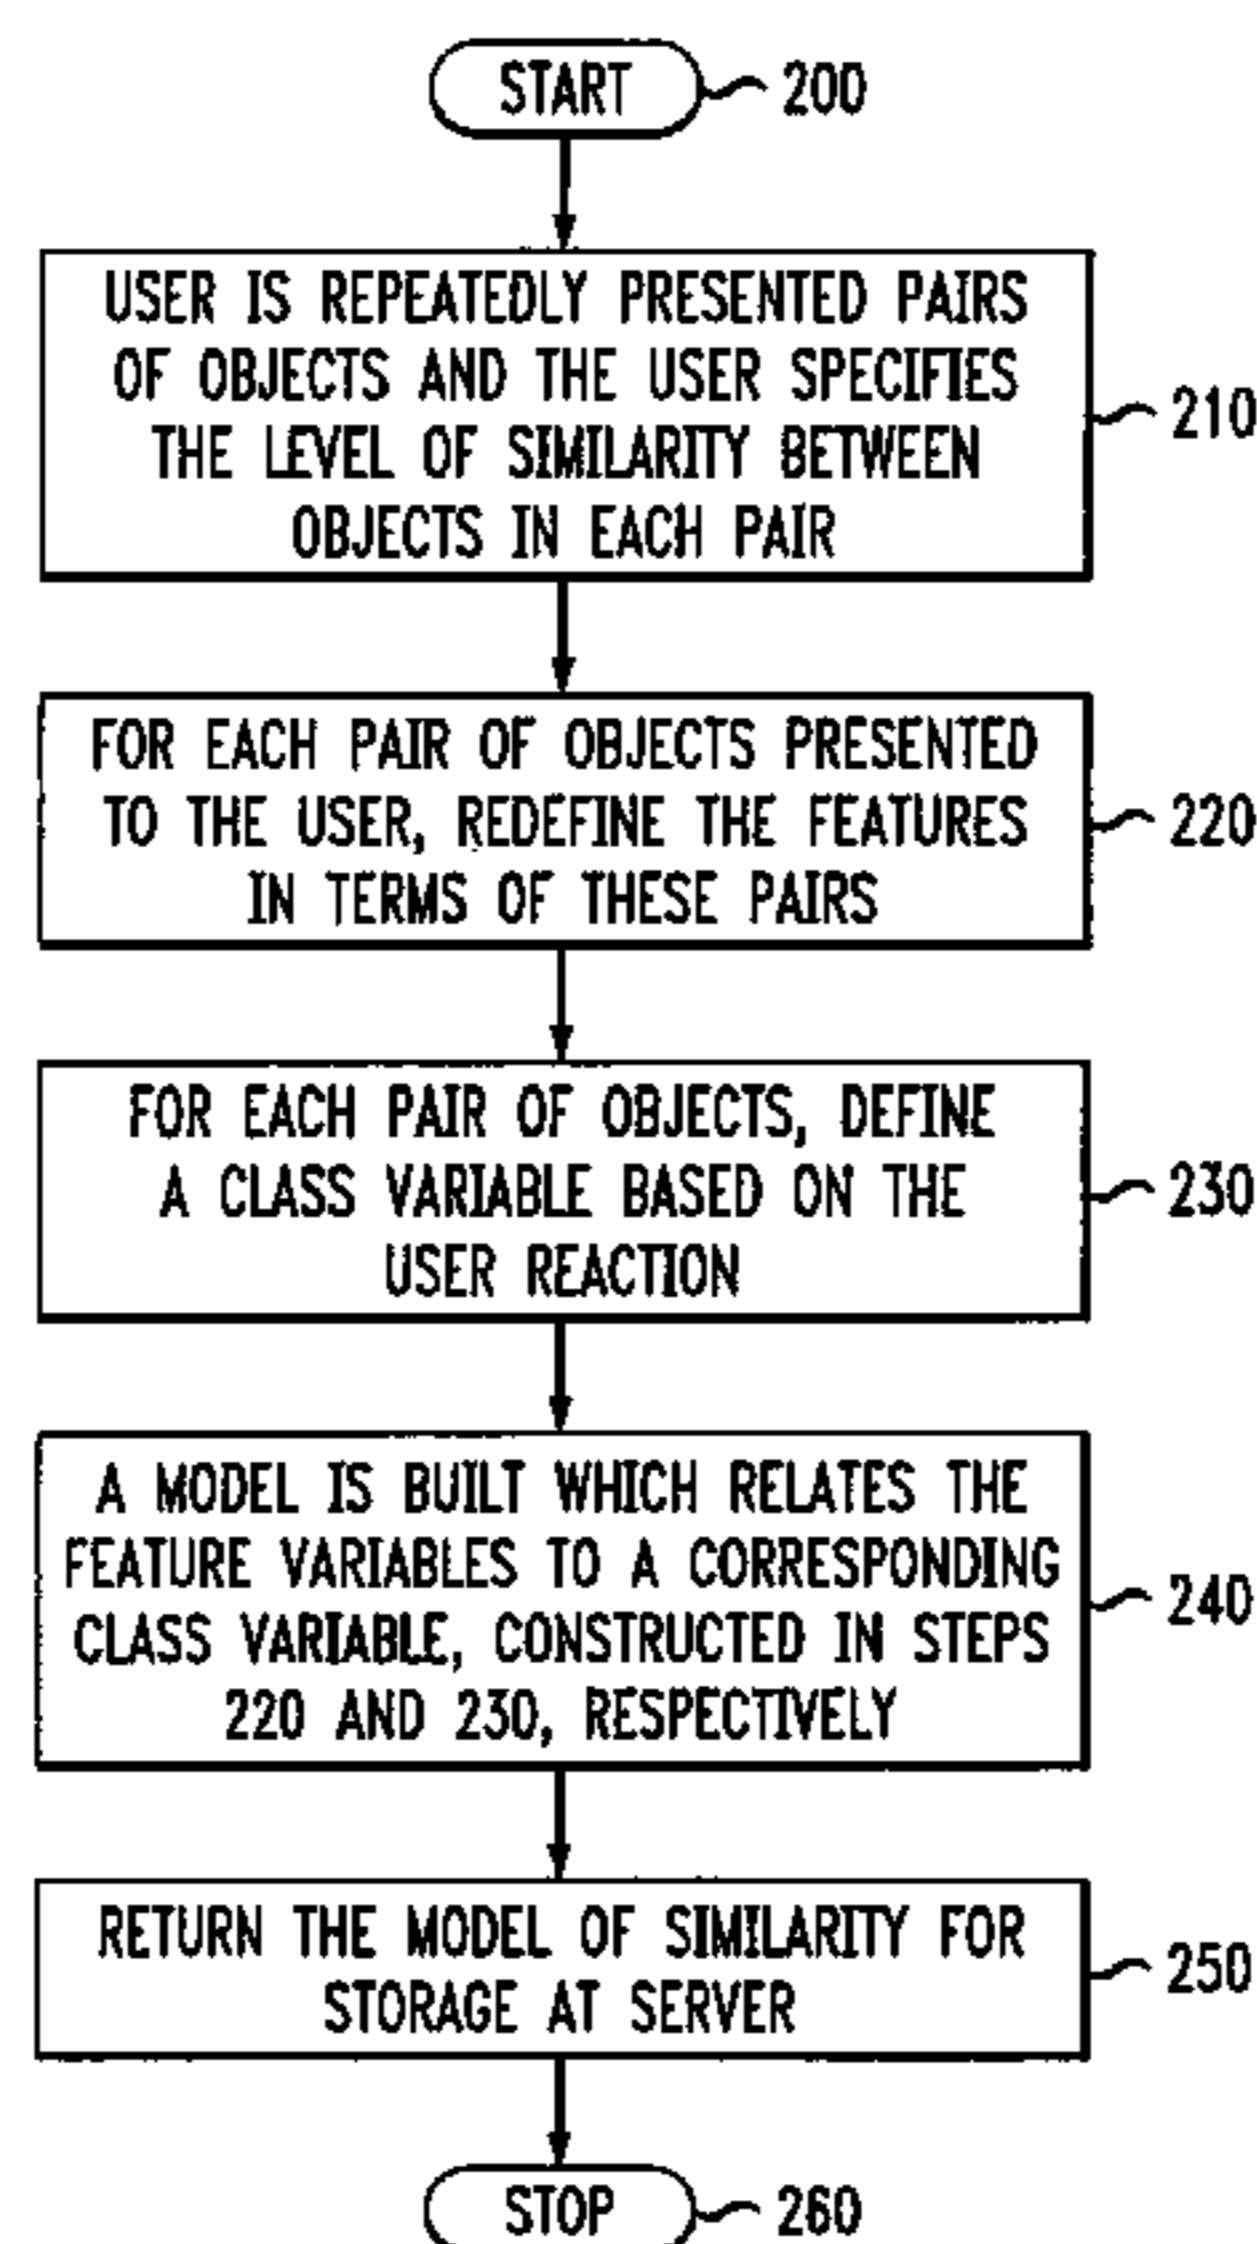 START 200
USER IS REPEATEDLY PRESENTED PAIRS
OF OBJECTS AND THE USER SPECIFIES
THE LEVEL OF SIMILARITY BETWEEN
OBJECTS IN EACH PAIR
210
FOR EACH PAIR OF OBJECTS PRESENTED
TO THE USER, REDEFINE THE FEATURES
IN TERMS OF THESE PAIRS
220
FOR EACH PAIR OF OBJECTS, DEFINE
A CLASS VARIABLE BASED ON THE
USER REACTION
230
A MODEL IS BUILT WHICH RELATES THE
FEATURE VARIABLES TO A CORRESPONDING
CLASS VARIABLE, CONSTRUCTED IN STEPS
220 AND 230, RESPECTIVELY
240
RETURN THE MODEL OF SIMILARITY FOR
STORAGE AT SERVER
250
STOP 260